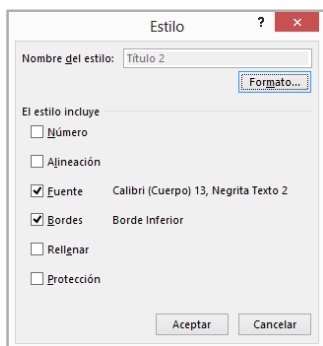 Estilo ? ×
Nombre del estilo: Título 2
Formato...
El estilo incluye
Número
Alineación
Fuente Calibri (Cuerpo) 13, Negrita Texto 2
Bordes Borde Inferior
Rellenar
Protección
Aceptar Cancelar